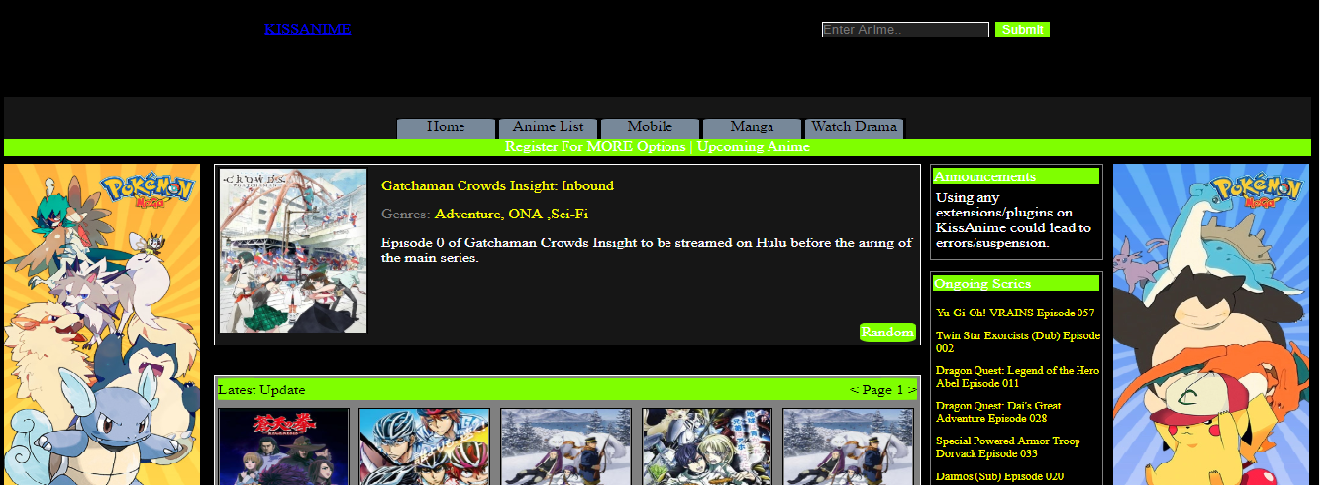 KISSANIME
Enter Anime..
Submit
Home
Anime List
Mobile
Manga
Watch Drama
Register For MORE Options | Upcoming Anime
POKÉMON
CROWDS
Gatchaman Crowds Insight: Inbound
Genres: Adventure, ONA ,Sci-Fi
Episode 0 of Gatchaman Crowds Insight to be streamed on Hulu before the airing of
the main series.
Random
Latest Update
< Page 1 >
蒼天の拳
Announcements
Using any
extensions/plugins on
KissAnime could lead to
errors/suspension.
Ongoing Series
Yu-Gi-Oh! VRAINS Episode 057
Twin Star Exorcists (Dub) Episode
002
Dragon Quest: Legend of the Hero
Abel Episode 011
Dragon Quest: Dai's Great
Adventure Episode 028
Special Powered Armor Troop
Dorvack Episode 033
Daimos (Sub) Episode 020
POKÉMON